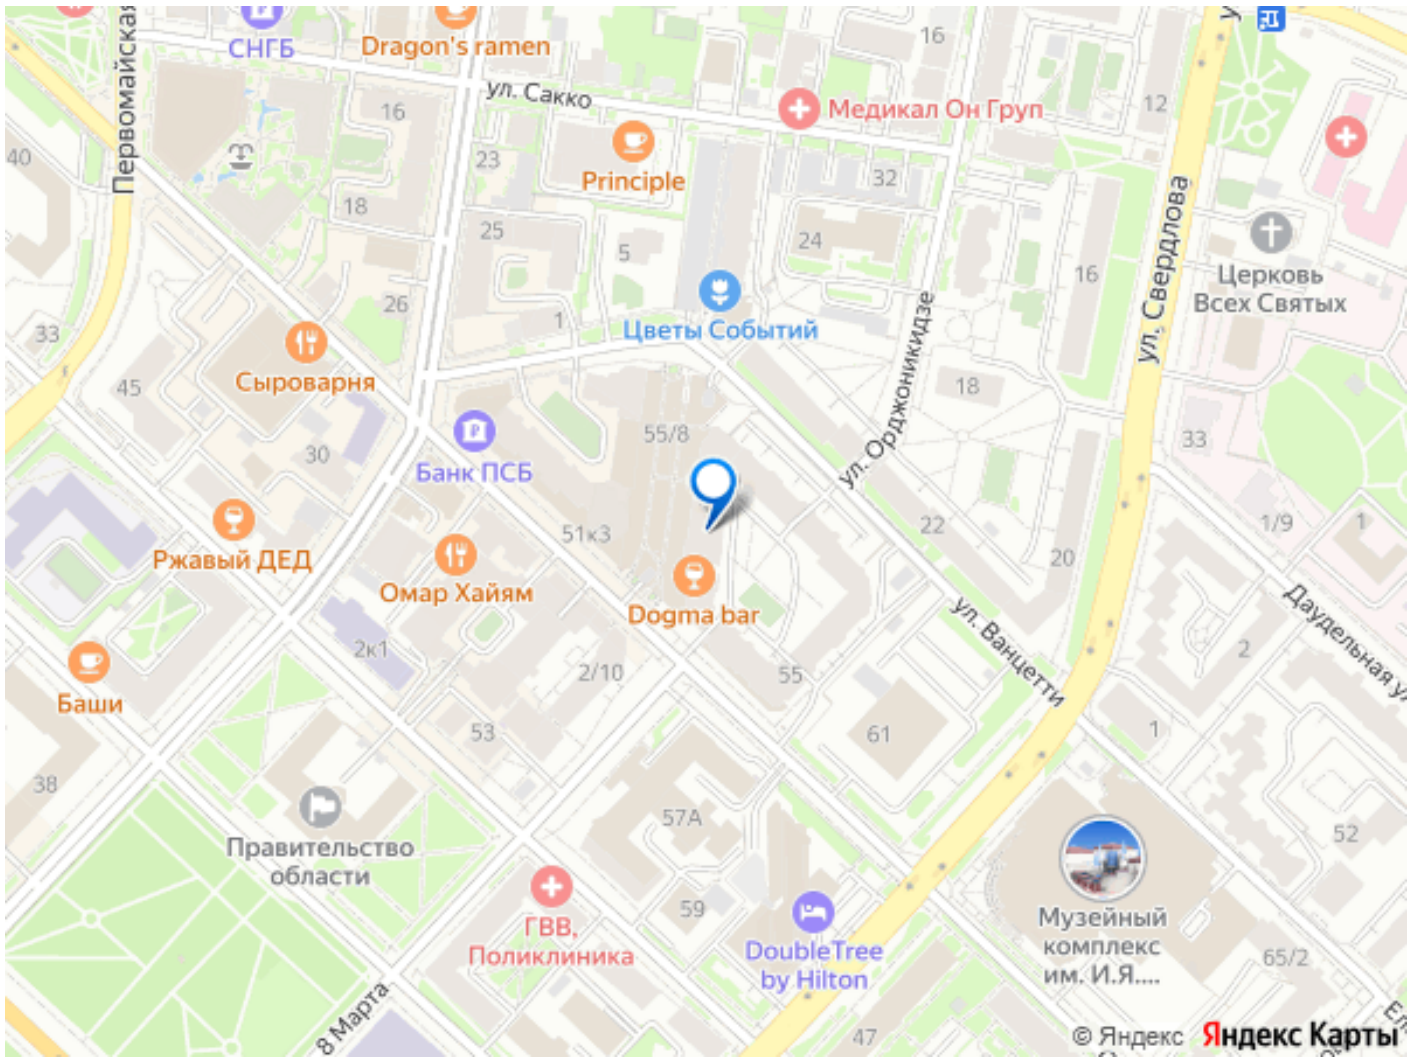 Первомайская
СНГБ
Dragon's ramen
16
12
16
ул. Сакко
Медикал Он Груп
40
23
Principle
32
18
25
5
24
ул. Свердлова
16
Церковь
Всех Святых
26
1
Цветы Событий
33
Сыроварня
45
ул. Орджоникидзе
18
55/8
33
30
Банк ПСБ
51к3
22
1/9
1
Ржавый ДЕД
Омар Хайям
Dogma bar
20
ул. Ванцетти
Даудельная ул
2к1
2/10
55
2
Баши
53
61
1
38
57А
52
Правительство
области
59
ГВВ,
Поликлиника
DoubleTree
by Hilton
Музейный
комплекс
им. И.Я....
65/2
8 Марта
47
© Яндекс Яндекс Карты